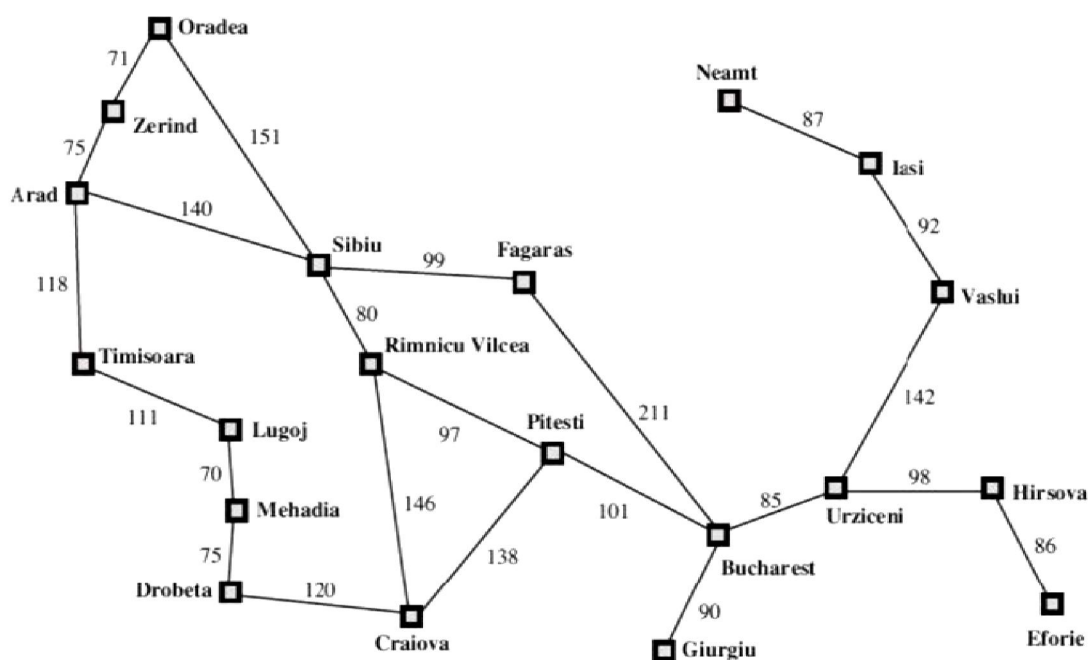 Oradea
71
Neamt
87
Zerind
151
75
Iasi
Arad
140
92
Sibiu
Fagaras
99
118
Vaslui
80
Timisoara
Rimnicu Vilcea
142
111
211
Lugoj
97
Pitesti
70
98
Mehadia
146
101
85
Urziceni
Hirsova
75
138
86
Drobeta
120
Bucharest
90
Craiova
Giurgiu
Eforie